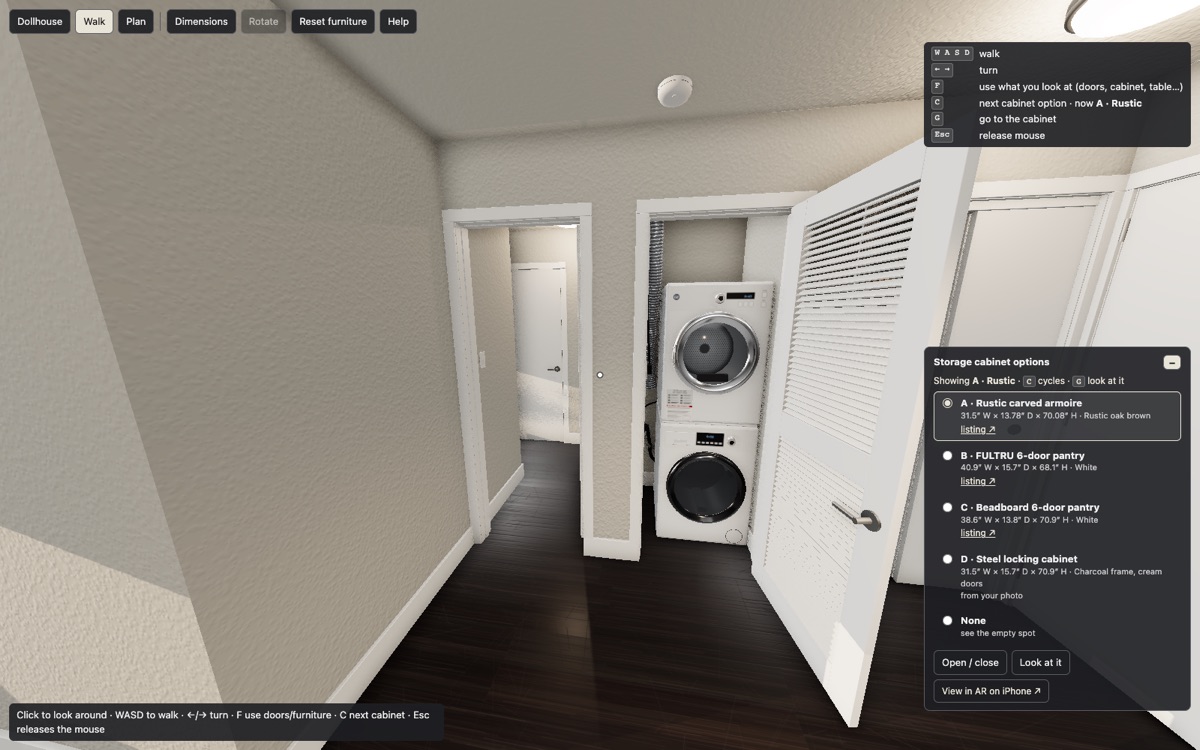 Dollhouse
Walk
Plan
Dimensions
Rotate
Reset furniture
Help
W A S D walk
← → turn
F use what you look at (doors, cabinet, table…)
C next cabinet option · now A · Rustic
G go to the cabinet
Esc release mouse
Storage cabinet options
–
Showing A · Rustic · C cycles · G look at it
A · Rustic carved armoire
31.5″ W × 13.78″ D × 70.08″ H · Rustic oak brown
listing ↗
B · FULTRU 6-door pantry
40.9″ W × 15.7″ D × 68.1″ H · White
listing ↗
C · Beadboard 6-door pantry
38.6″ W × 13.8″ D × 70.9″ H · White
listing ↗
D · Steel locking cabinet
31.5″ W × 15.7″ D × 70.9″ H · Charcoal frame, cream
doors
from your photo
None
see the empty spot
Open / close
Look at it
View in AR on iPhone ↗
Click to look around · WASD to walk · ←/→ turn · F use doors/furniture · C next cabinet · Esc
releases the mouse